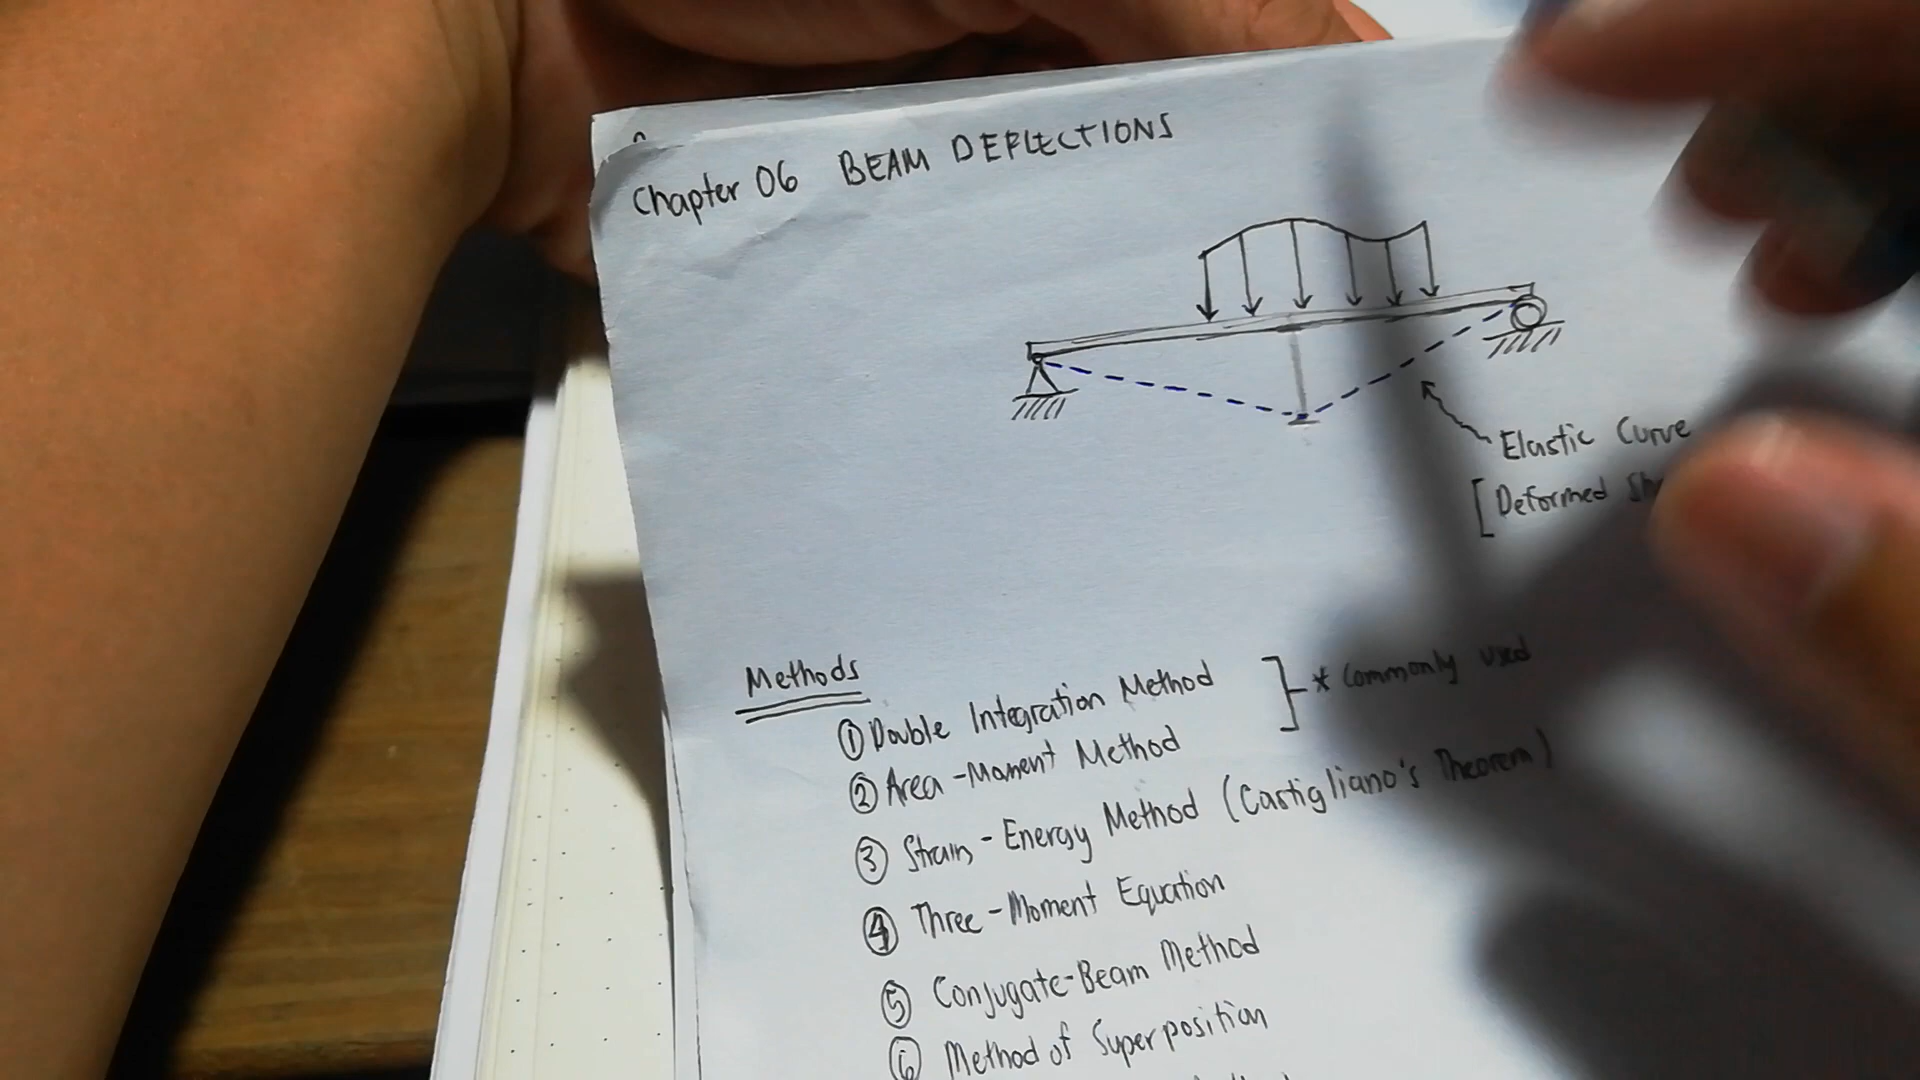 Chapter 06 BEAM DEFLECTIONS
Elastic Curve
[Deformed
Methods
① Double Integration Method
* Commonly used
② Area-Moment Method
③ Strain-Energy Method (Castigliano's Theorem)
④ Three-Moment Equation
⑤ Conjugate-Beam Method
⑥ Method of Superposition